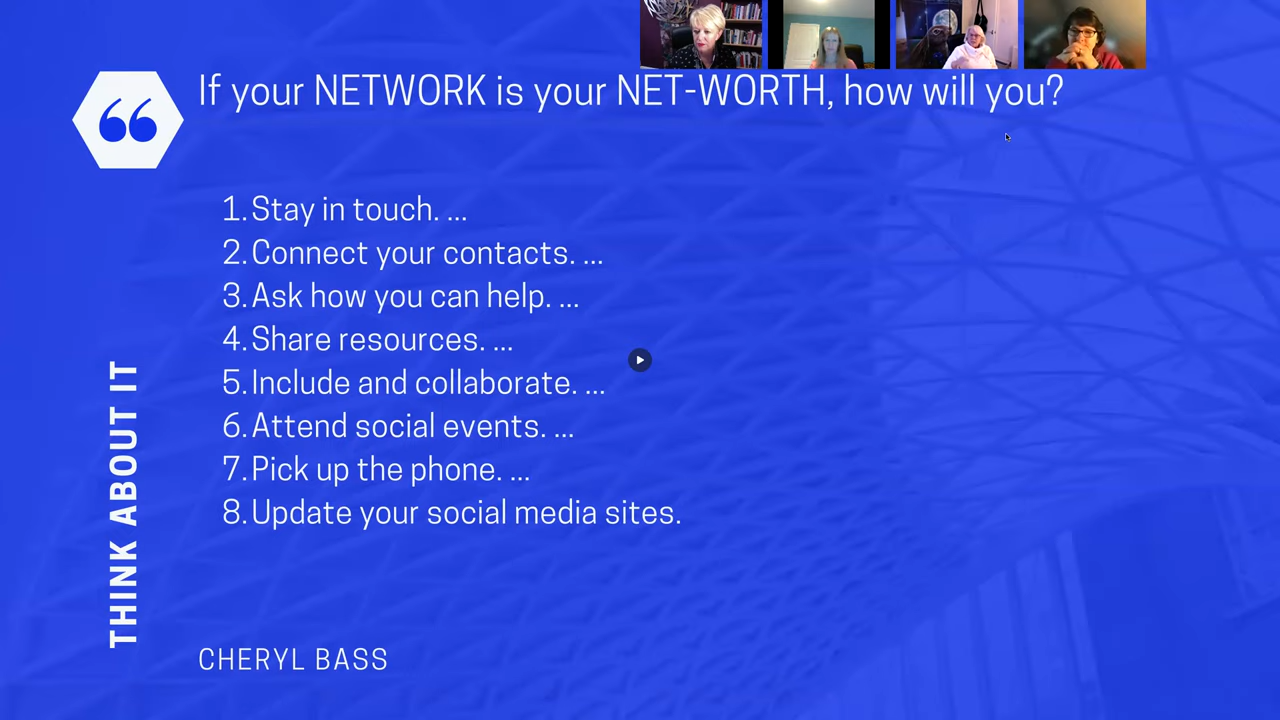 If your NETWORK is your NET-WORTH, how will you?
1. Stay in touch. ...
2. Connect your contacts. ...
3. Ask how you can help. ...
4. Share resources. ...
5. Include and collaborate. ...
6. Attend social events. ...
7. Pick up the phone. ...
8. Update your social media sites.
THINK ABOUT IT
CHERYL BASS